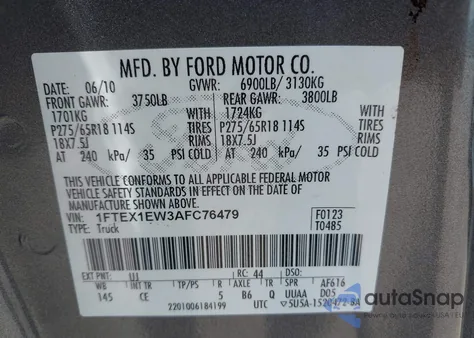 MFD. BY FORD MOTOR CO.
DATE 06/10 GVWR: 6900LB/ 3130KG
FRONT GAWR: 3750LB REAR GAWR: 3800LB
1701KG WITH 1724KG WITH
P275/65R18 114S TIRES P275/65R18 114S TIRES
18X7.5J RIMS 18X7.5J RIMS
AT 240 kPa/ 35 PSI COLD AT 240 kPa/ 35 PSI COLD
THIS VEHICLE CONFORMS TO ALL APPLICABLE FEDERAL MOTOR
VEHICLE SAFETY STANDARDS IN EFFECT ON THE DATE OF
MANUFACTURE SHOWN ABOVE.
VIN: 1FTEX1EW3AFC76479 F0123
TYPE: Truck T0485
EXT PNT: UJ RC: 44 DSO:
WB INT TR TP/PS R AXLE TR SPR AF616
145 CE 5 B6 Q UUAA D05
2201006184199 UTC
autoSnap